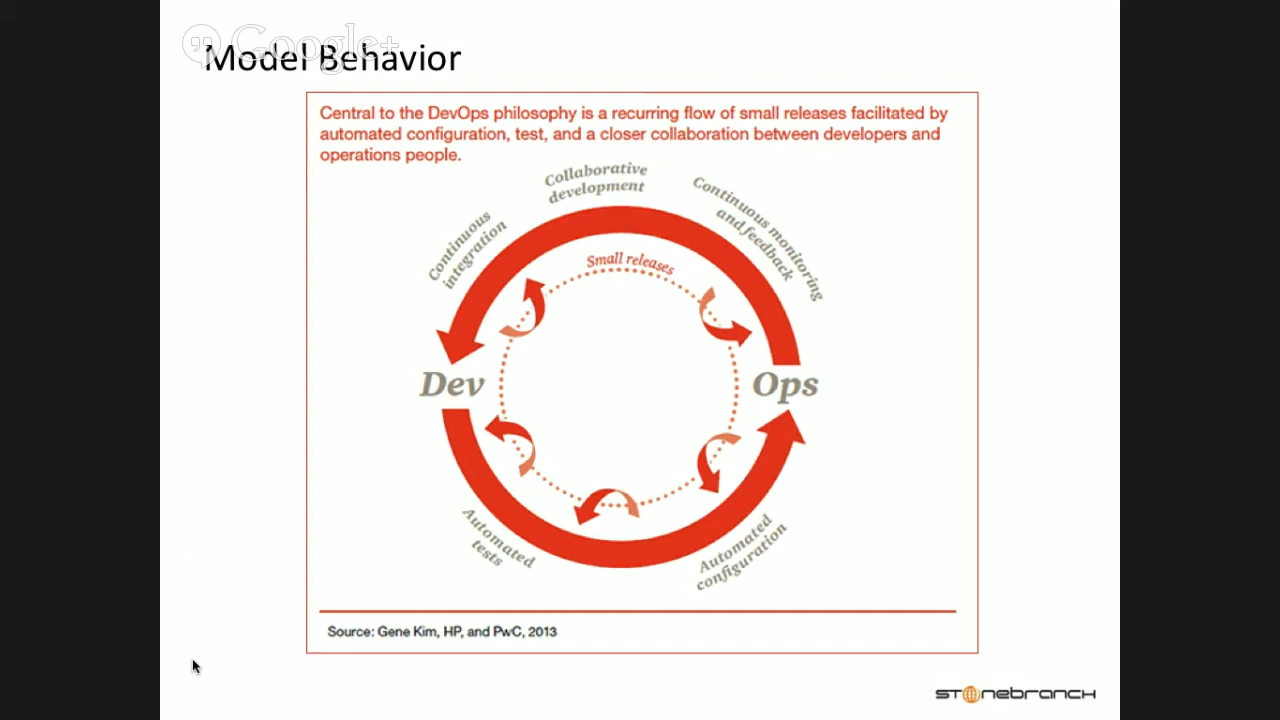 Google+
Model Behavior
Central to the DevOps philosophy is a recurring flow of small releases facilitated by
automated configuration, test, and a closer collaboration between developers and
operations people.
Collaborative
development
Continuous monitoring
and feedback
Continuous
integration
Small releases
Dev
Ops
Automated
tests
Automated
configuration
Source: Gene Kim, HP, and PwC, 2013
stonebranch